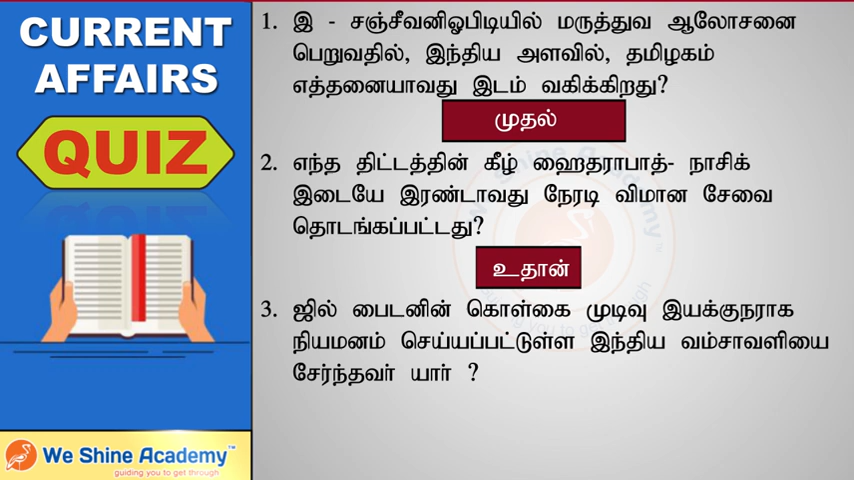 CURRENT
AFFAIRS
QUIZ
1. இ - சஞ்சீவனிஓபிடியில் மருத்துவ ஆலோசனை
பெறுவதில், இந்திய அளவில், தமிழகம்
எத்தனையாவது இடம் வகிக்கிறது?
முதல்
2. எந்த திட்டத்தின் கீழ் ஹைதராபாத்- நாசிக்
இடையே இரண்டாவது நேரடி விமான சேவை
தொடங்கப்பட்டது?
உதான்
3. ஜில் பைடனின் கொள்கை முடிவு இயக்குநராக
நியமனம் செய்யப்பட்டுள்ள இந்திய வம்சாவளியை
சேர்ந்தவர் யார் ?
We Shine Academy™
guiding you to get through